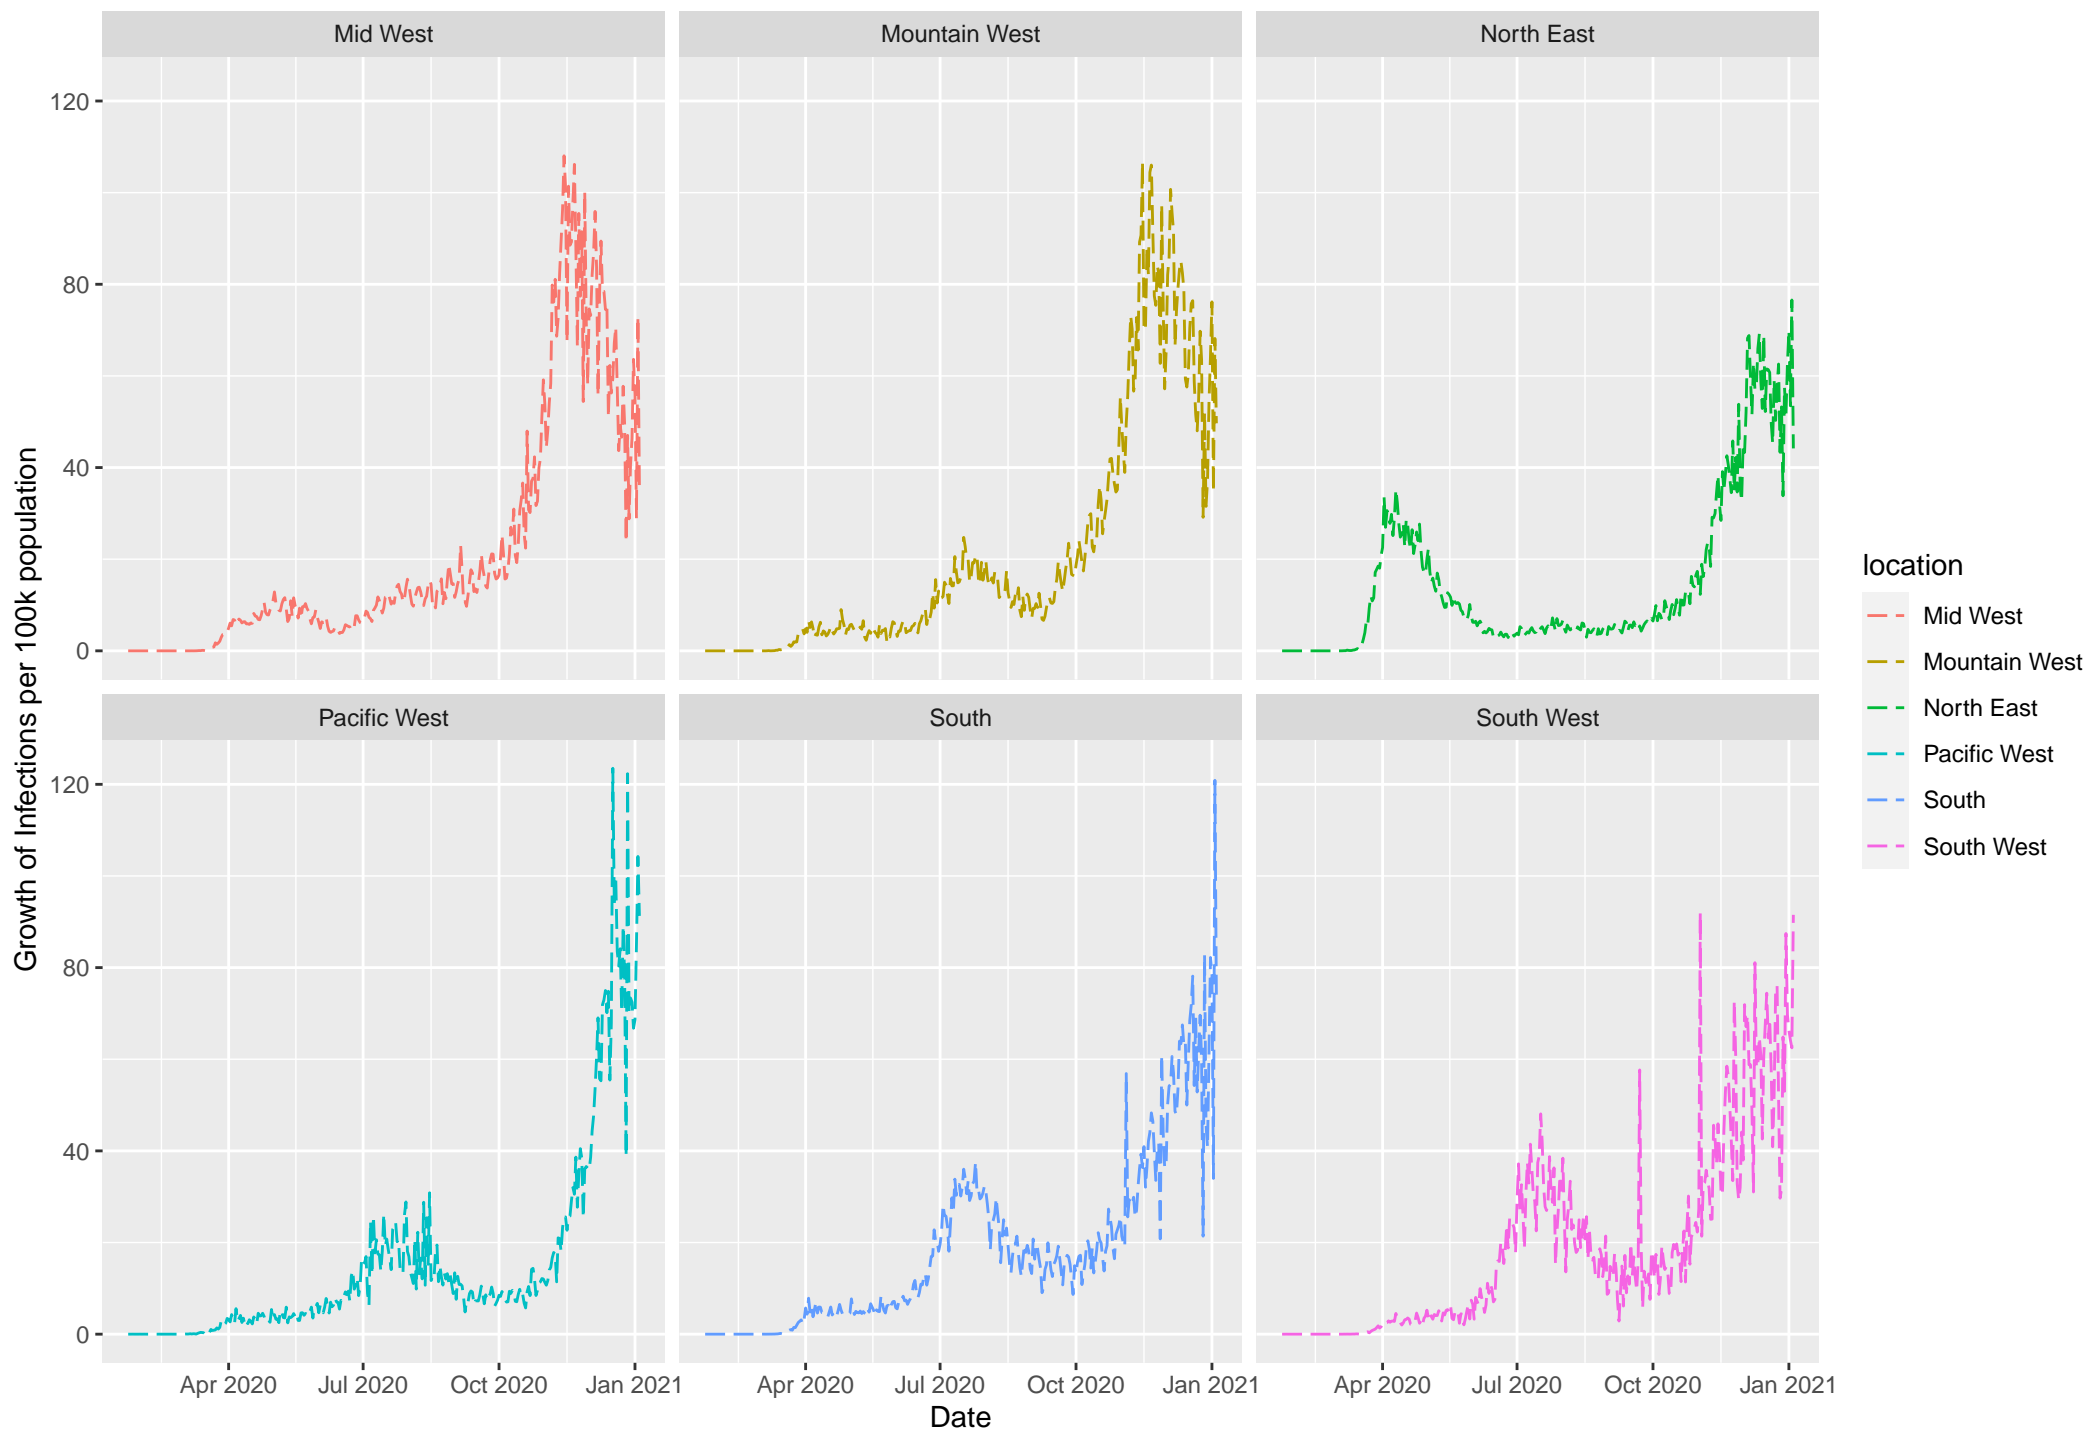 Mid West
Mountain West
North East
120
80
40
0
Pacific West
South
South West
120
80
40
0
Apr 2020
Jul 2020
Oct 2020
Jan 2021
Apr 2020
Jul 2020
Oct 2020
Jan 2021
Apr 2020
Jul 2020
Oct 2020
Jan 2021
Date
Growth of Infections per 100k population
location
Mid West
Mountain West
North East
Pacific West
South
South West